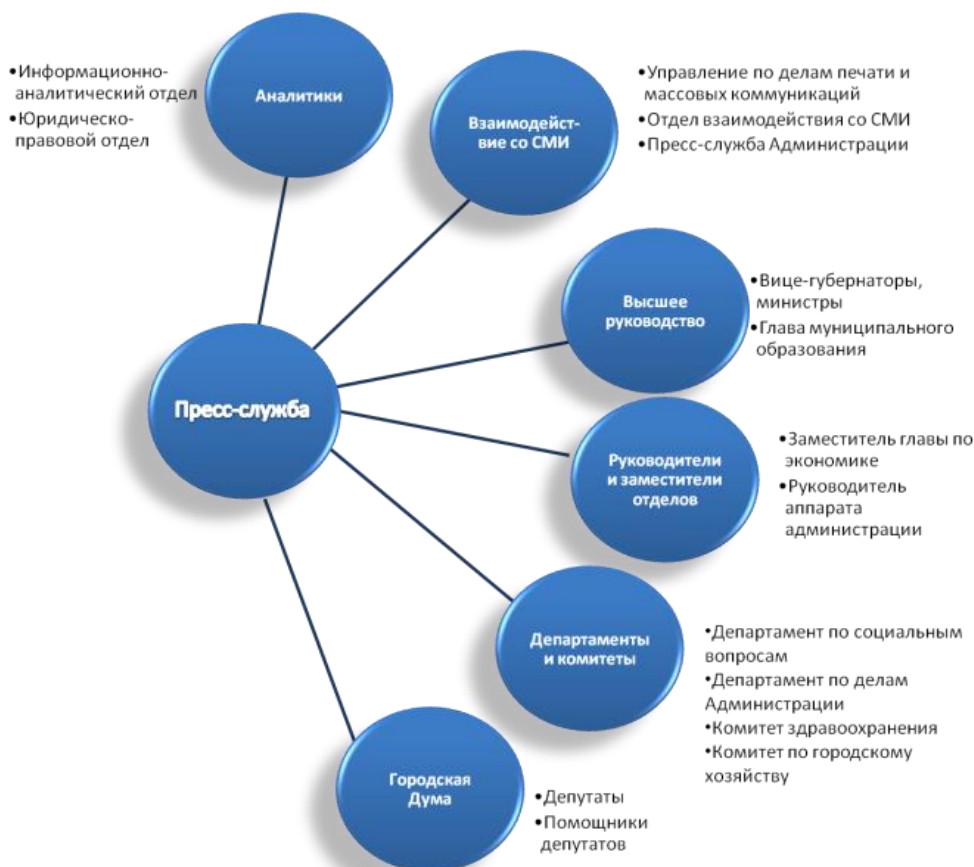 •Информационно-
аналитический отдел
•Юридическо-
правовой отдел
Аналитики
Взаимодейст-
вие со СМИ
•Управление по делам печати и
массовых коммуникаций
•Отдел взаимодействия со СМИ
•Пресс-служба Администрации
Высшее
руководство
•Вице-губернаторы,
министры
•Глава муниципального
образования
Пресс-служба
Руководители
и заместители
отделов
•Заместитель главы по
экономике
•Руководитель
аппарата
администрации
Департаменты
и комитеты
•Департамент по социальным
вопросам
•Департамент по делам
Администрации
•Комитет здравоохранения
•Комитет по городскому
хозяйству
Городская
Дума
•Депутаты
•Помощники
депутатов